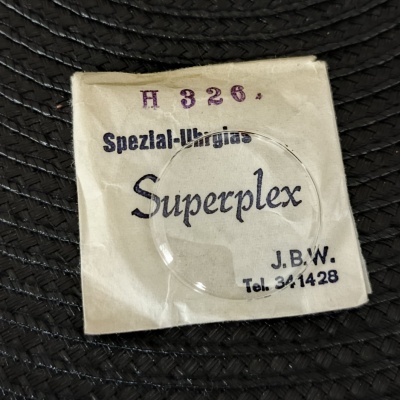 H 326.
Spezial-Uhrglas
Superplex
J.B.W.
Tel. 341428